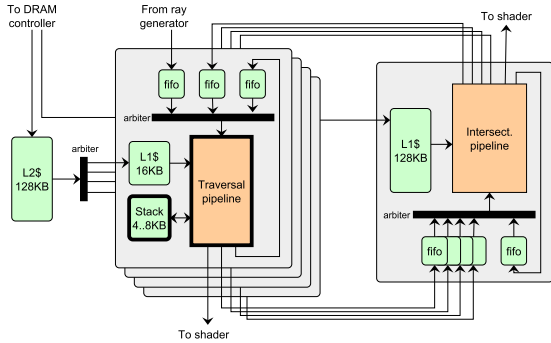 To DRAM
controller
From ray
generator
To shader
fifo
fifo
fifo
arbiter
arbiter
L2$
128KB
L1$
16KB
Traversal
pipeline
Stack
4..8KB
L1$
128KB
Intersect.
pipeline
arbiter
fifo
fifo
To shader